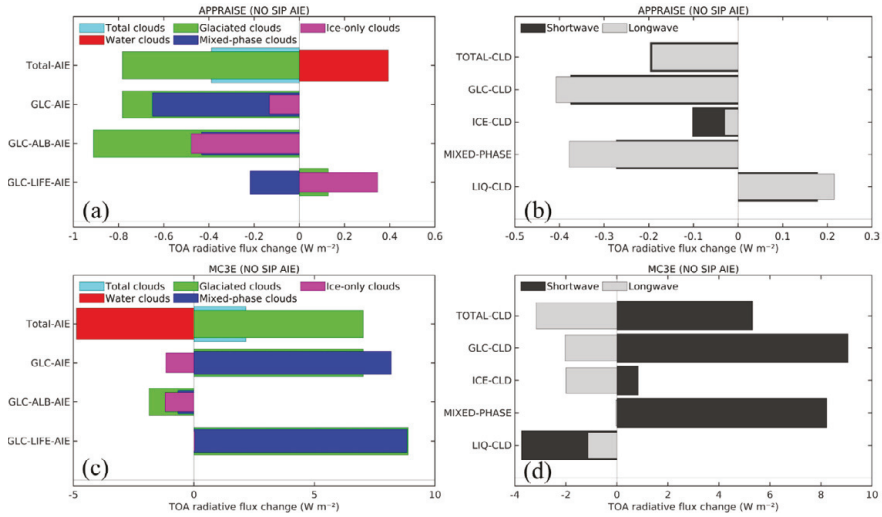 APPRAISE (NO SIP AIE)
Total clouds Glaciated clouds Ice-only clouds
Water clouds Mixed-phase clouds
Total-AIE
GLC-AIE
GLC-ALB-AIE
GLC-LIFE-AIE
(a)
-1 -0.8 -0.6 -0.4 -0.2 0 0.2 0.4 0.6
TOA radiative flux change (W m⁻²)
APPRAISE (NO SIP AIE)
Shortwave Longwave
TOTAL-CLD
GLC-CLD
ICE-CLD
MIXED-PHASE
LIQ-CLD
(b)
-0.5 -0.4 -0.3 -0.2 -0.1 0 0.1 0.2 0.3
TOA radiative flux change (W m⁻²)
MC3E (NO SIP AIE)
Total clouds Glaciated clouds Ice-only clouds
Water clouds Mixed-phase clouds
Total-AIE
GLC-AIE
GLC-ALB-AIE
GLC-LIFE-AIE
(c)
-5 0 5 10
TOA radiative flux change (W m⁻²)
MC3E (NO SIP AIE)
Shortwave Longwave
TOTAL-CLD
GLC-CLD
ICE-CLD
MIXED-PHASE
LIQ-CLD
(d)
-4 -2 0 2 4 6 8 10
TOA radiative flux change (W m⁻²)